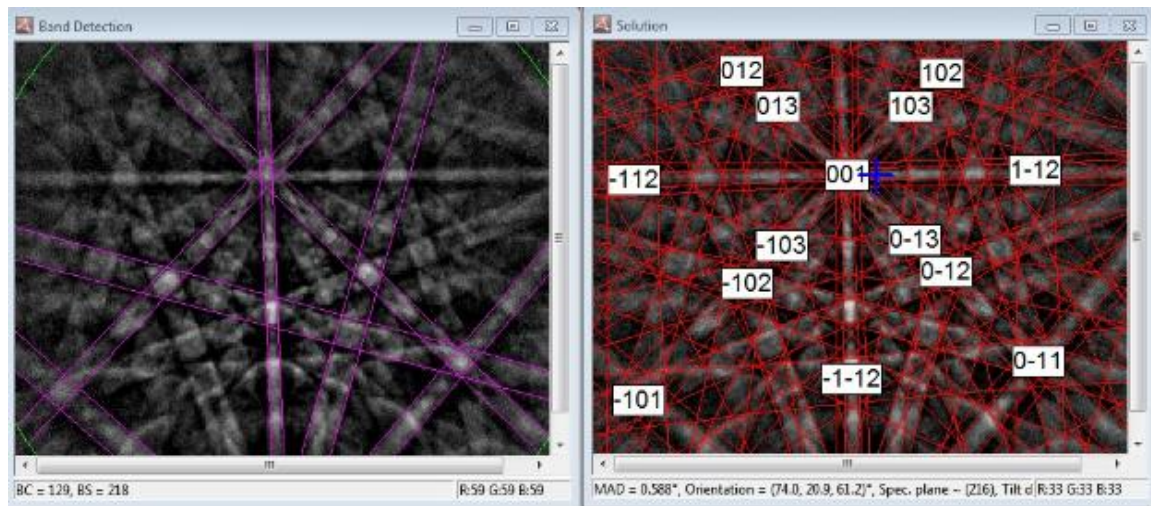 Band Detection
BC = 129, BS = 218
R:59 G:59 B:59
Solution
012
102
013
103
-112
001
1-12
-103
0-13
-102
0-12
-1-12
0-11
-101
MAD = 0.588°, Orientation = (74.0, 20.9, 61.2)°, Spec. plane ~ (216), Tilt d
R:33 G:33 B:33